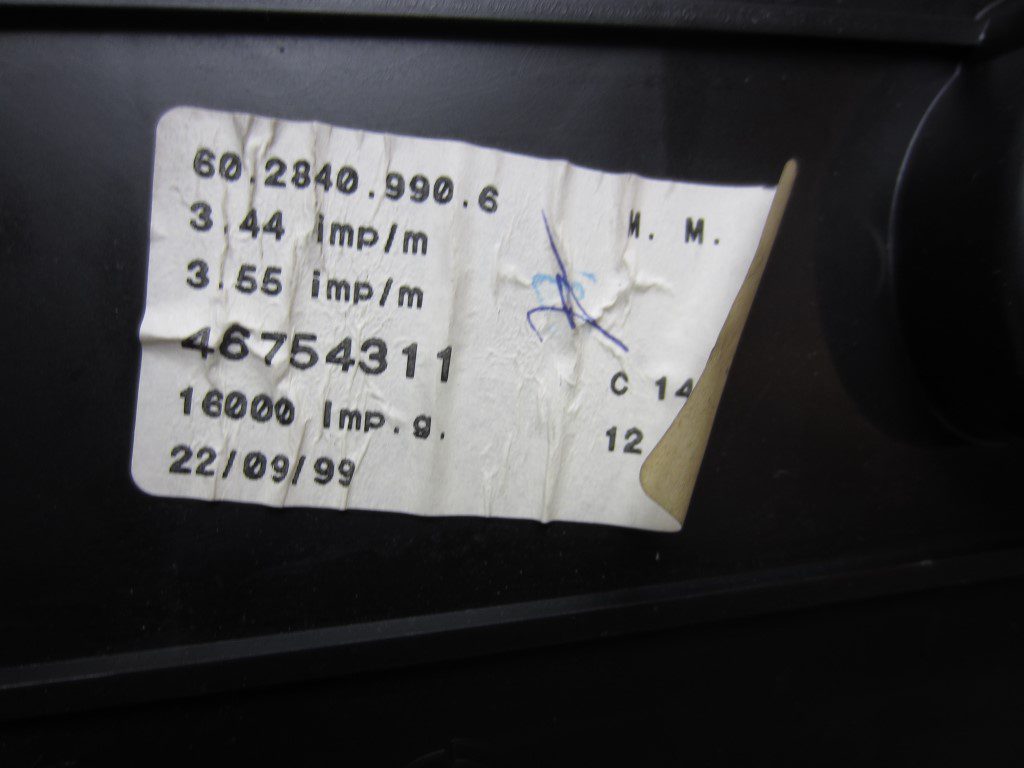 60.2840.990.6
3.44 imp/m
M. M.
3.55 imp/m
46754311
C 14
16000 Imp.g.
12
22/09/99